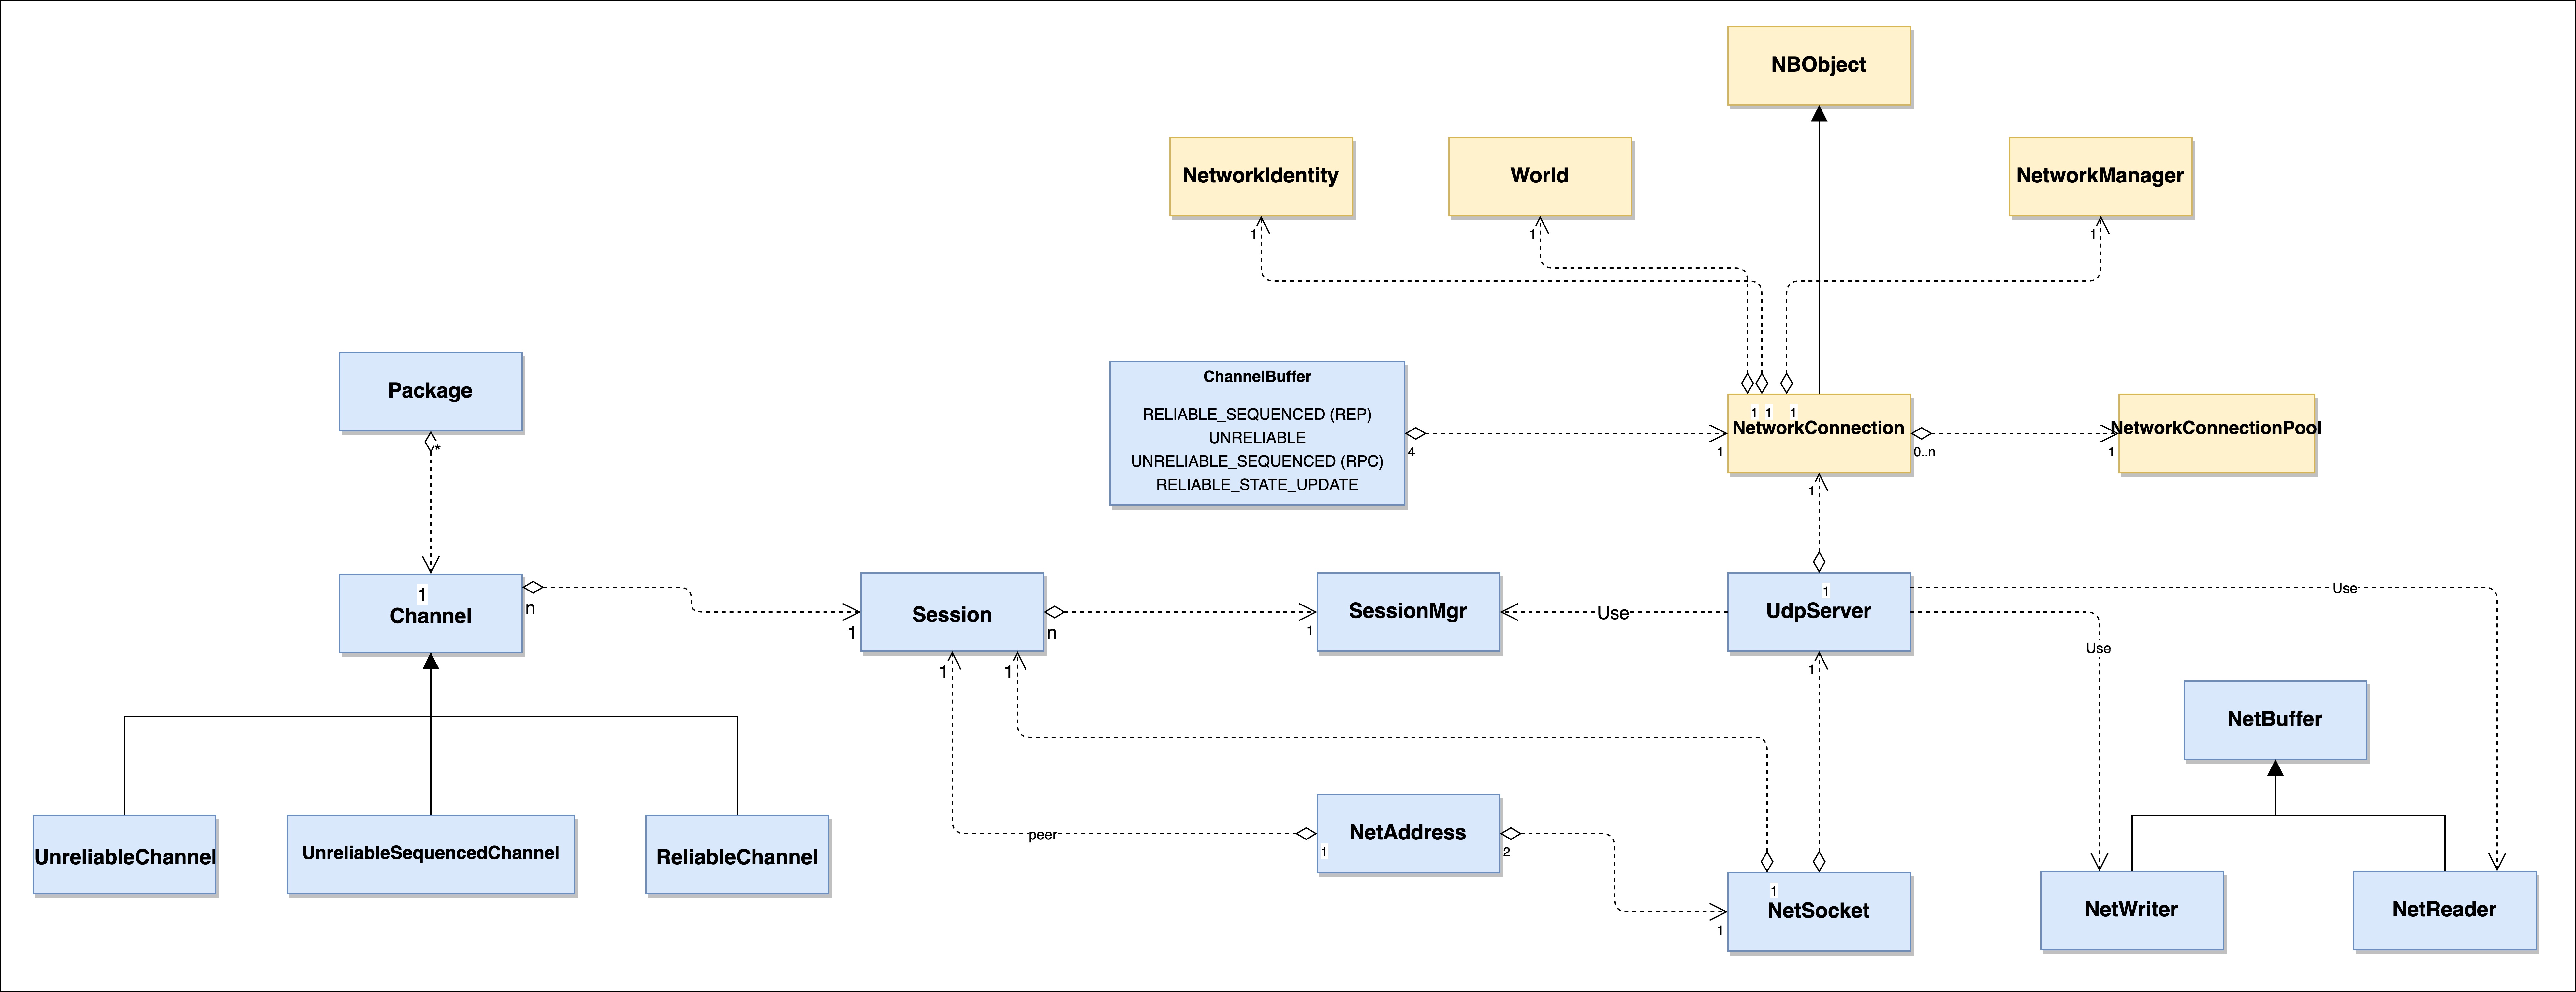 NBObject
NetworkIdentity
World
NetworkManager
1
1
1
Package
*
ChannelBuffer
RELIABLE_SEQUENCED (REP)
UNRELIABLE
UNRELIABLE_SEQUENCED (RPC)
RELIABLE_STATE_UPDATE
4
1
1
1
1
NetworkConnection
0..n
1
NetworkConnectionPool
1
1
Channel
n
1
Session
n
1
SessionMgr
Use
1
UdpServer
Use
Use
1
1
1
NetBuffer
UnreliableChannel
UnreliableSequencedChannel
ReliableChannel
peer
NetAddress
1
2
1
1
NetSocket
NetWriter
NetReader